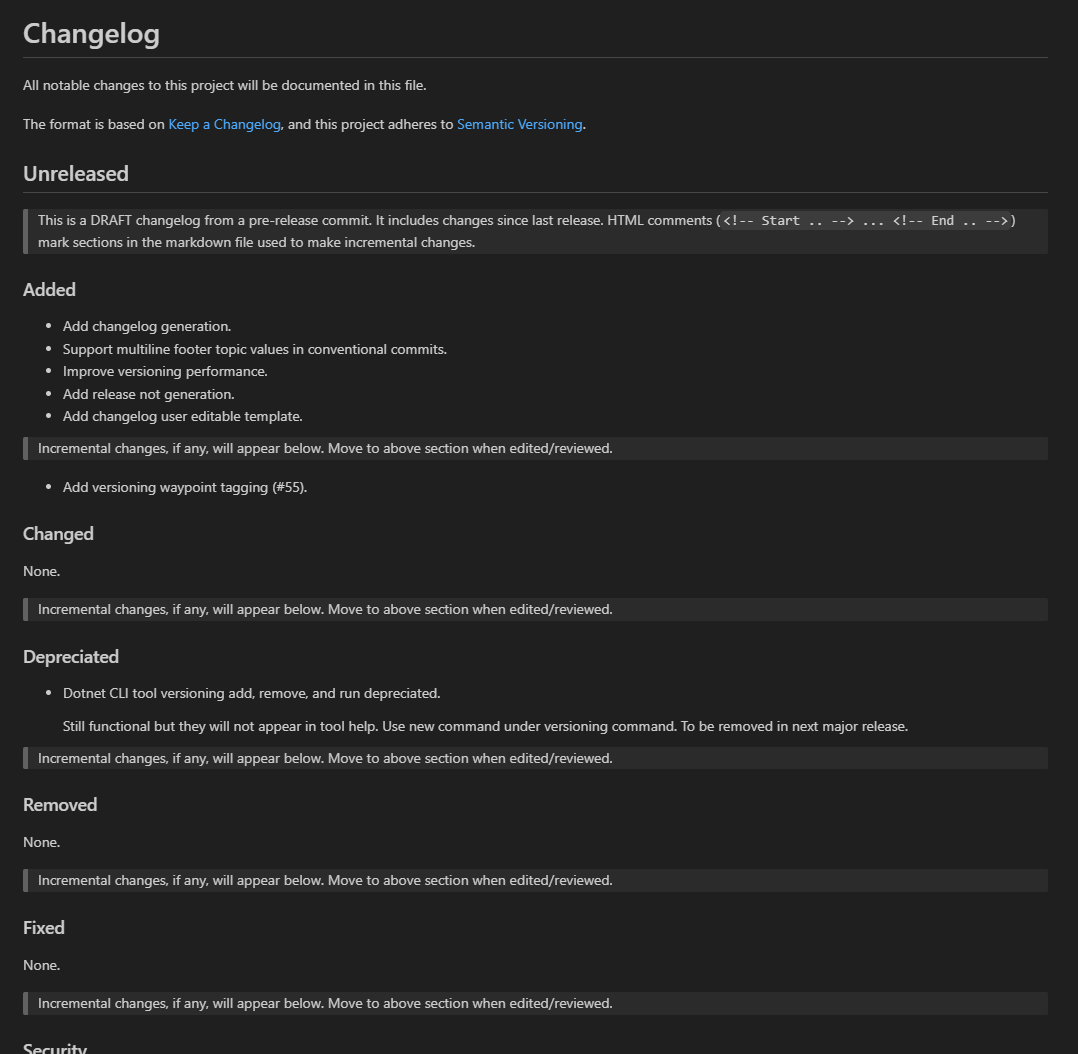 Changelog
All notable changes to this project will be documented in this file.
The format is based on Keep a Changelog, and this project adheres to Semantic Versioning.
Unreleased
This is a DRAFT changelog from a pre-release commit. It includes changes since last release. HTML comments (<!-- Start .. --> ... <!-- End .. -->)
mark sections in the markdown file used to make incremental changes.
Added
• Add changelog generation.
• Support multiline footer topic values in conventional commits.
• Improve versioning performance.
• Add release not generation.
• Add changelog user editable template.
Incremental changes, if any, will appear below. Move to above section when edited/reviewed.
• Add versioning waypoint tagging (#55).
Changed
None.
Incremental changes, if any, will appear below. Move to above section when edited/reviewed.
Depreciated
• Dotnet CLI tool versioning add, remove, and run depreciated.
Still functional but they will not appear in tool help. Use new command under versioning command. To be removed in next major release.
Incremental changes, if any, will appear below. Move to above section when edited/reviewed.
Removed
None.
Incremental changes, if any, will appear below. Move to above section when edited/reviewed.
Fixed
None.
Incremental changes, if any, will appear below. Move to above section when edited/reviewed.
Security